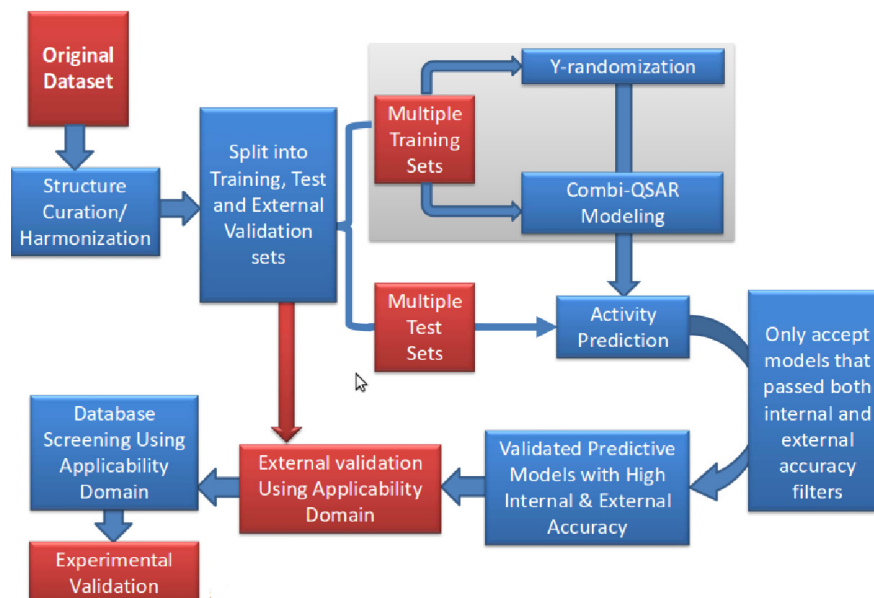 Original
Dataset
Structure
Curation/
Harmonization
Split into
Training, Test
and External
Validation
sets
Multiple
Training
Sets
Y-randomization
Combi-QSAR
Modeling
Multiple
Test
Sets
Activity
Prediction
Only accept
models that
passed both
internal and
external
accuracy
filters
Validated Predictive
Models with High
Internal & External
Accuracy
External validation
Using Applicability
Domain
Database
Screening Using
Applicability
Domain
Experimental
Validation